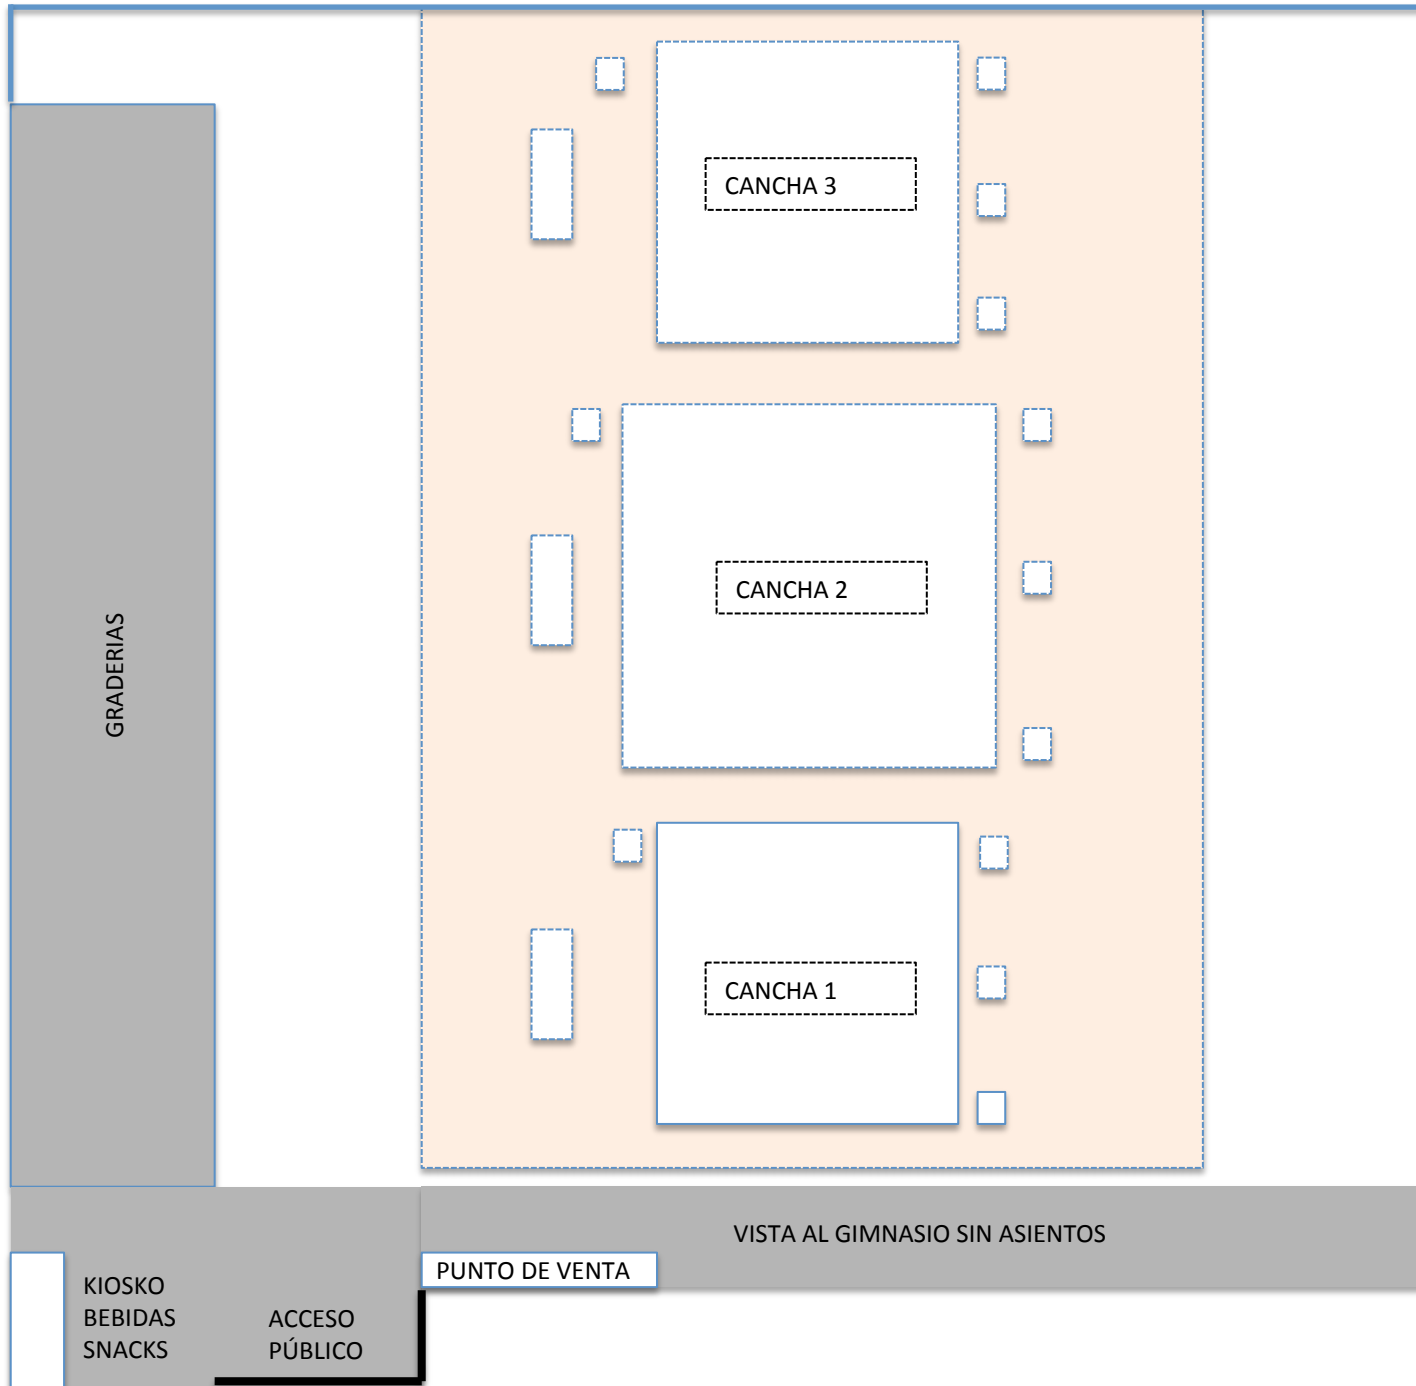 CANCHA 3
CANCHA 2
GRADERIAS
CANCHA 1
VISTA AL GIMNASIO SIN ASIENTOS
PUNTO DE VENTA
KIOSKO
BEBIDAS
SNACKS
ACCESO
PÚBLICO